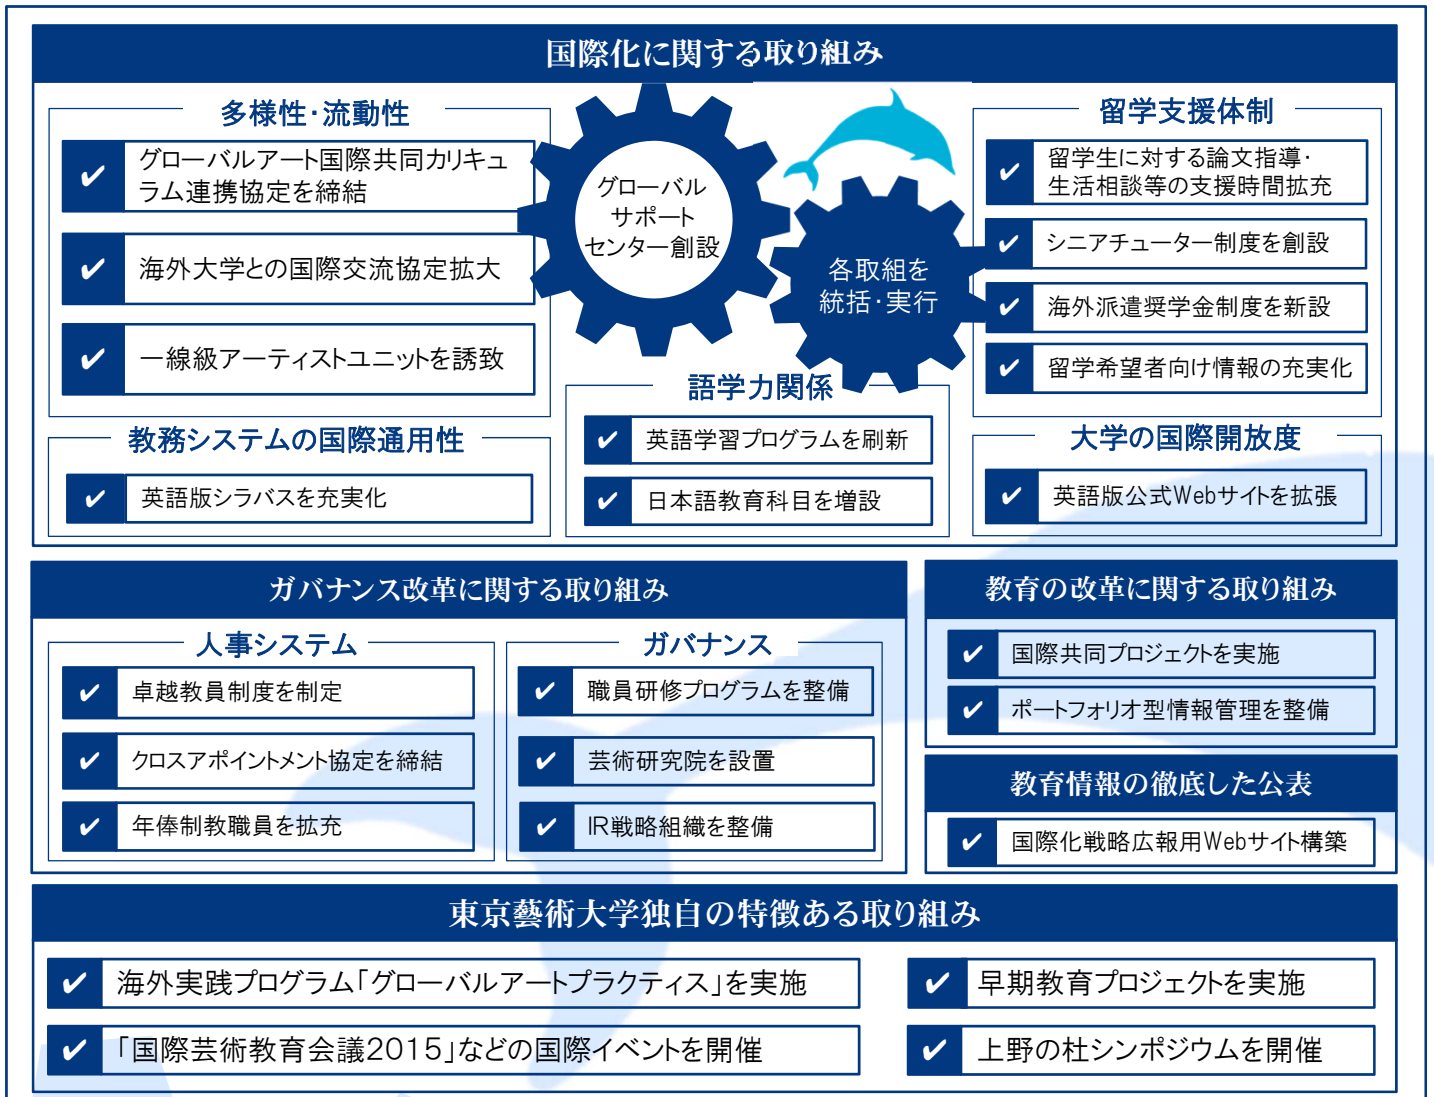 国際化に関する取り組み
多様性・流動性
グローバルアート国際共同カリキュ
ラム連携協定を締結
海外大学との国際交流協定拡大
一線級アーティストユニットを誘致
教務システムの国際通用性
英語版シラバスを充実化
グローバル
サポート
センター創設
各取組を
統括・実行
語学力関係
英語学習プログラムを刷新
日本語教育科目を増設
留学支援体制
留学生に対する論文指導・
生活相談等の支援時間拡充
シニアチューター制度を創設
海外派遣奨学金制度を新設
留学希望者向け情報の充実化
大学の国際開放度
英語版公式Webサイトを拡張
ガバナンス改革に関する取り組み
人事システム
卓越教員制度を制定
クロスアポイントメント協定を締結
年俸制教職員を拡充
ガバナンス
職員研修プログラムを整備
芸術研究院を設置
IR戦略組織を整備
教育の改革に関する取り組み
国際共同プロジェクトを実施
ポートフォリオ型情報管理を整備
教育情報の徹底した公表
国際化戦略広報用Webサイト構築
東京藝術大学独自の特徴ある取り組み
海外実践プログラム「グローバルアートプラクティス」を実施
「国際芸術教育会議2015」などの国際イベントを開催
早期教育プロジェクトを実施
上野の杜シンポジウムを開催